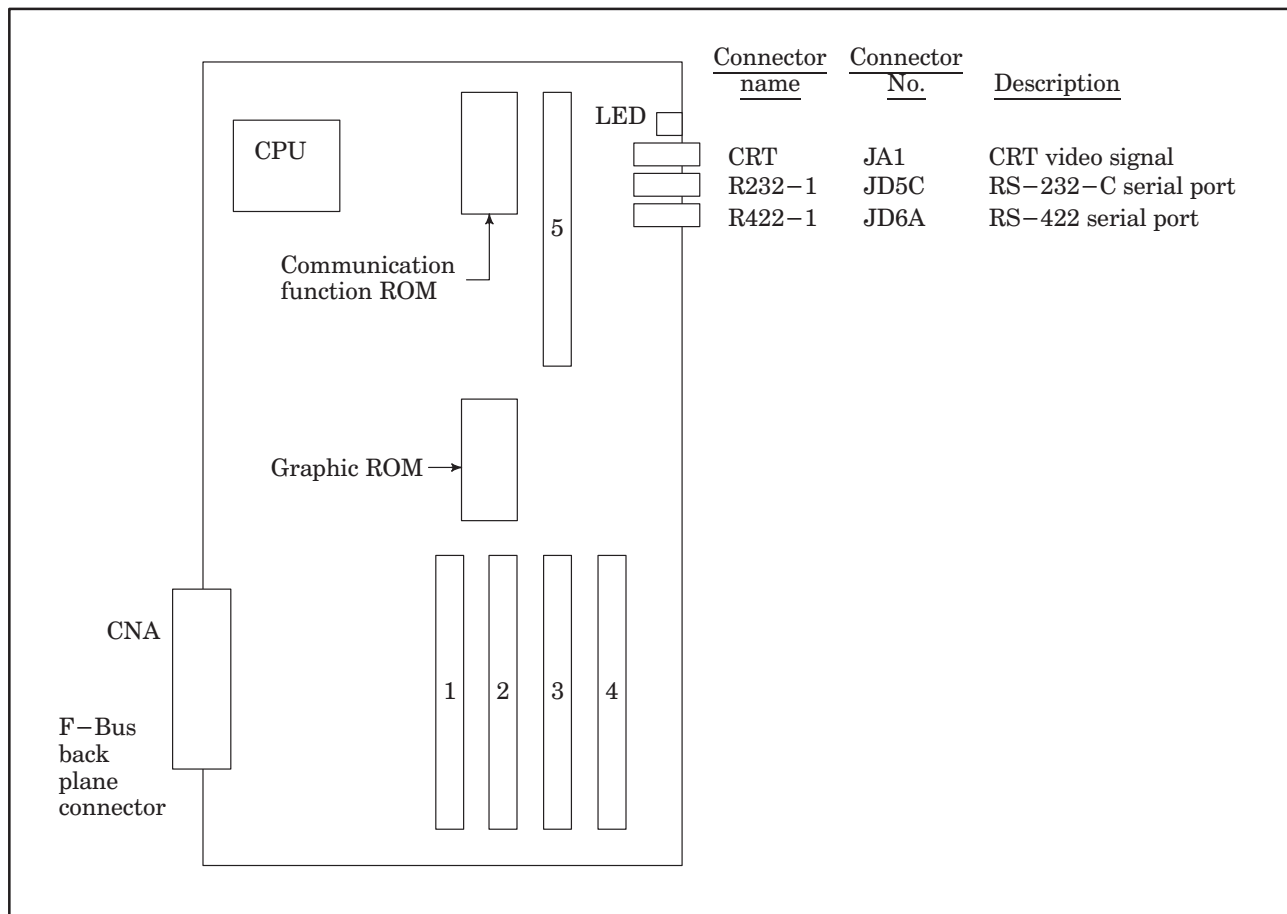 Connector name
Connector No.
Description
LED
CRT JA1 CRT video signal
R232−1 JD5C RS−232−C serial port
R422−1 JD6A RS−422 serial port
CPU
5
Communication
function ROM
Graphic ROM
CNA
1 2 3 4
F−Bus
back
plane
connector